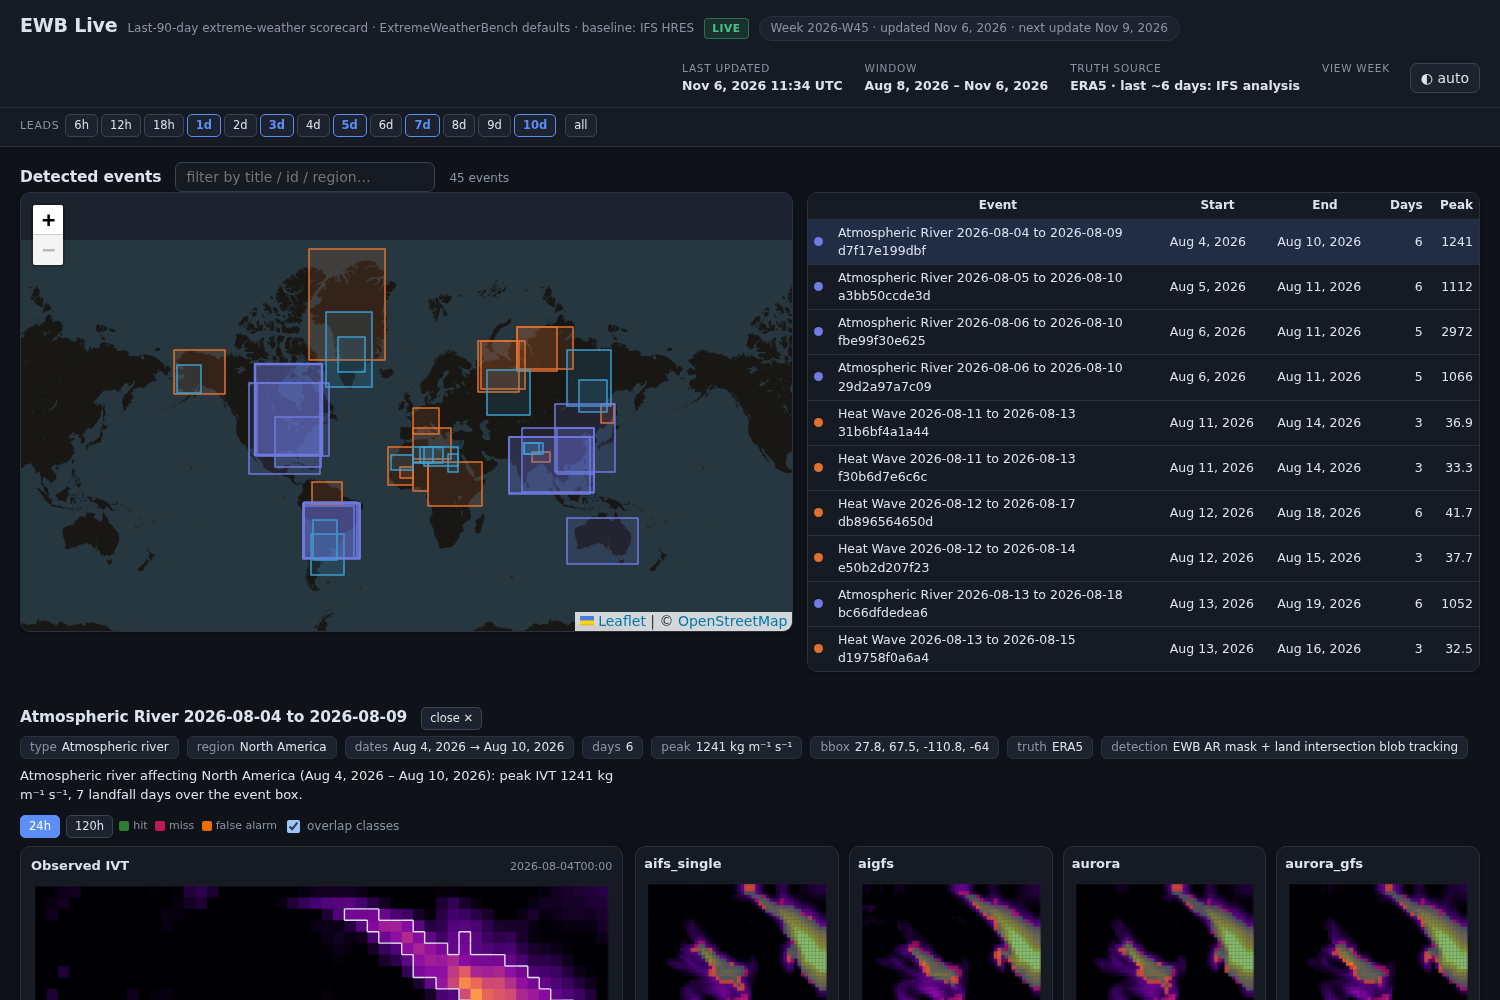 EWB Live Last-90-day extreme-weather scorecard · ExtremeWeatherBench defaults · baseline: IFS HRES LIVE Week 2026-W45 · updated Nov 6, 2026 · next update Nov 9, 2026
LAST UPDATED WINDOW TRUTH SOURCE VIEW WEEK
Nov 6, 2026 11:34 UTC Aug 8, 2026 – Nov 6, 2026 ERA5 · last ~6 days: IFS analysis ◐ auto
LEADS 6h 12h 18h 1d 2d 3d 4d 5d 6d 7d 8d 9d 10d all
Detected events filter by title / id / region... 45 events
+
−
Leaflet | © OpenStreetMap
Event Start End Days Peak
Atmospheric River 2026-08-04 to 2026-08-09
d7f17e199dbf Aug 4, 2026 Aug 10, 2026 6 1241
Atmospheric River 2026-08-05 to 2026-08-10
a3bb50ccde3d Aug 5, 2026 Aug 11, 2026 6 1112
Atmospheric River 2026-08-06 to 2026-08-10
fbe99f30e625 Aug 6, 2026 Aug 11, 2026 5 2972
Atmospheric River 2026-08-06 to 2026-08-10
29d2a97a7c09 Aug 6, 2026 Aug 11, 2026 5 1066
Heat Wave 2026-08-11 to 2026-08-13
31b6bf4a1a44 Aug 11, 2026 Aug 14, 2026 3 36.9
Heat Wave 2026-08-11 to 2026-08-13
f30b6d7e6c6c Aug 11, 2026 Aug 14, 2026 3 33.3
Heat Wave 2026-08-12 to 2026-08-17
db896564650d Aug 12, 2026 Aug 18, 2026 6 41.7
Heat Wave 2026-08-12 to 2026-08-14
e50b2d207f23 Aug 12, 2026 Aug 15, 2026 3 37.7
Atmospheric River 2026-08-13 to 2026-08-18
bc66dfdedea6 Aug 13, 2026 Aug 19, 2026 6 1052
Heat Wave 2026-08-13 to 2026-08-15
d19758f0a6a4 Aug 13, 2026 Aug 16, 2026 3 32.5
Atmospheric River 2026-08-04 to 2026-08-09 close ✕
type Atmospheric river region North America dates Aug 4, 2026 → Aug 10, 2026 days 6 peak 1241 kg m⁻¹ s⁻¹ bbox 27.8, 67.5, -110.8, -64 truth ERA5 detection EWB AR mask + land intersection blob tracking
Atmospheric river affecting North America (Aug 4, 2026 – Aug 10, 2026): peak IVT 1241 kg
m⁻¹ s⁻¹, 7 landfall days over the event box.
24h 120h hit miss false alarm overlap classes
Observed IVT 2026-08-04T00:00 aifs_single aigfs aurora aurora_gfs